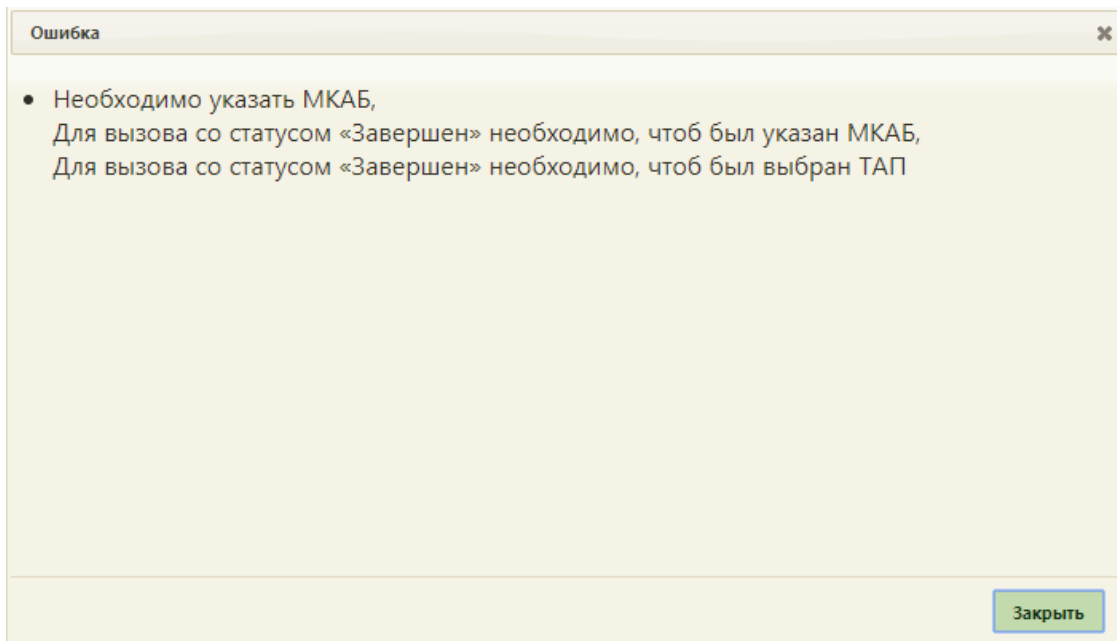 Ошибка
Необходимо указать МКАБ,
Для вызова со статусом «Завершен» необходимо, чтоб был указан МКАБ,
Для вызова со статусом «Завершен» необходимо, чтоб был выбран ТАП
Закрыть